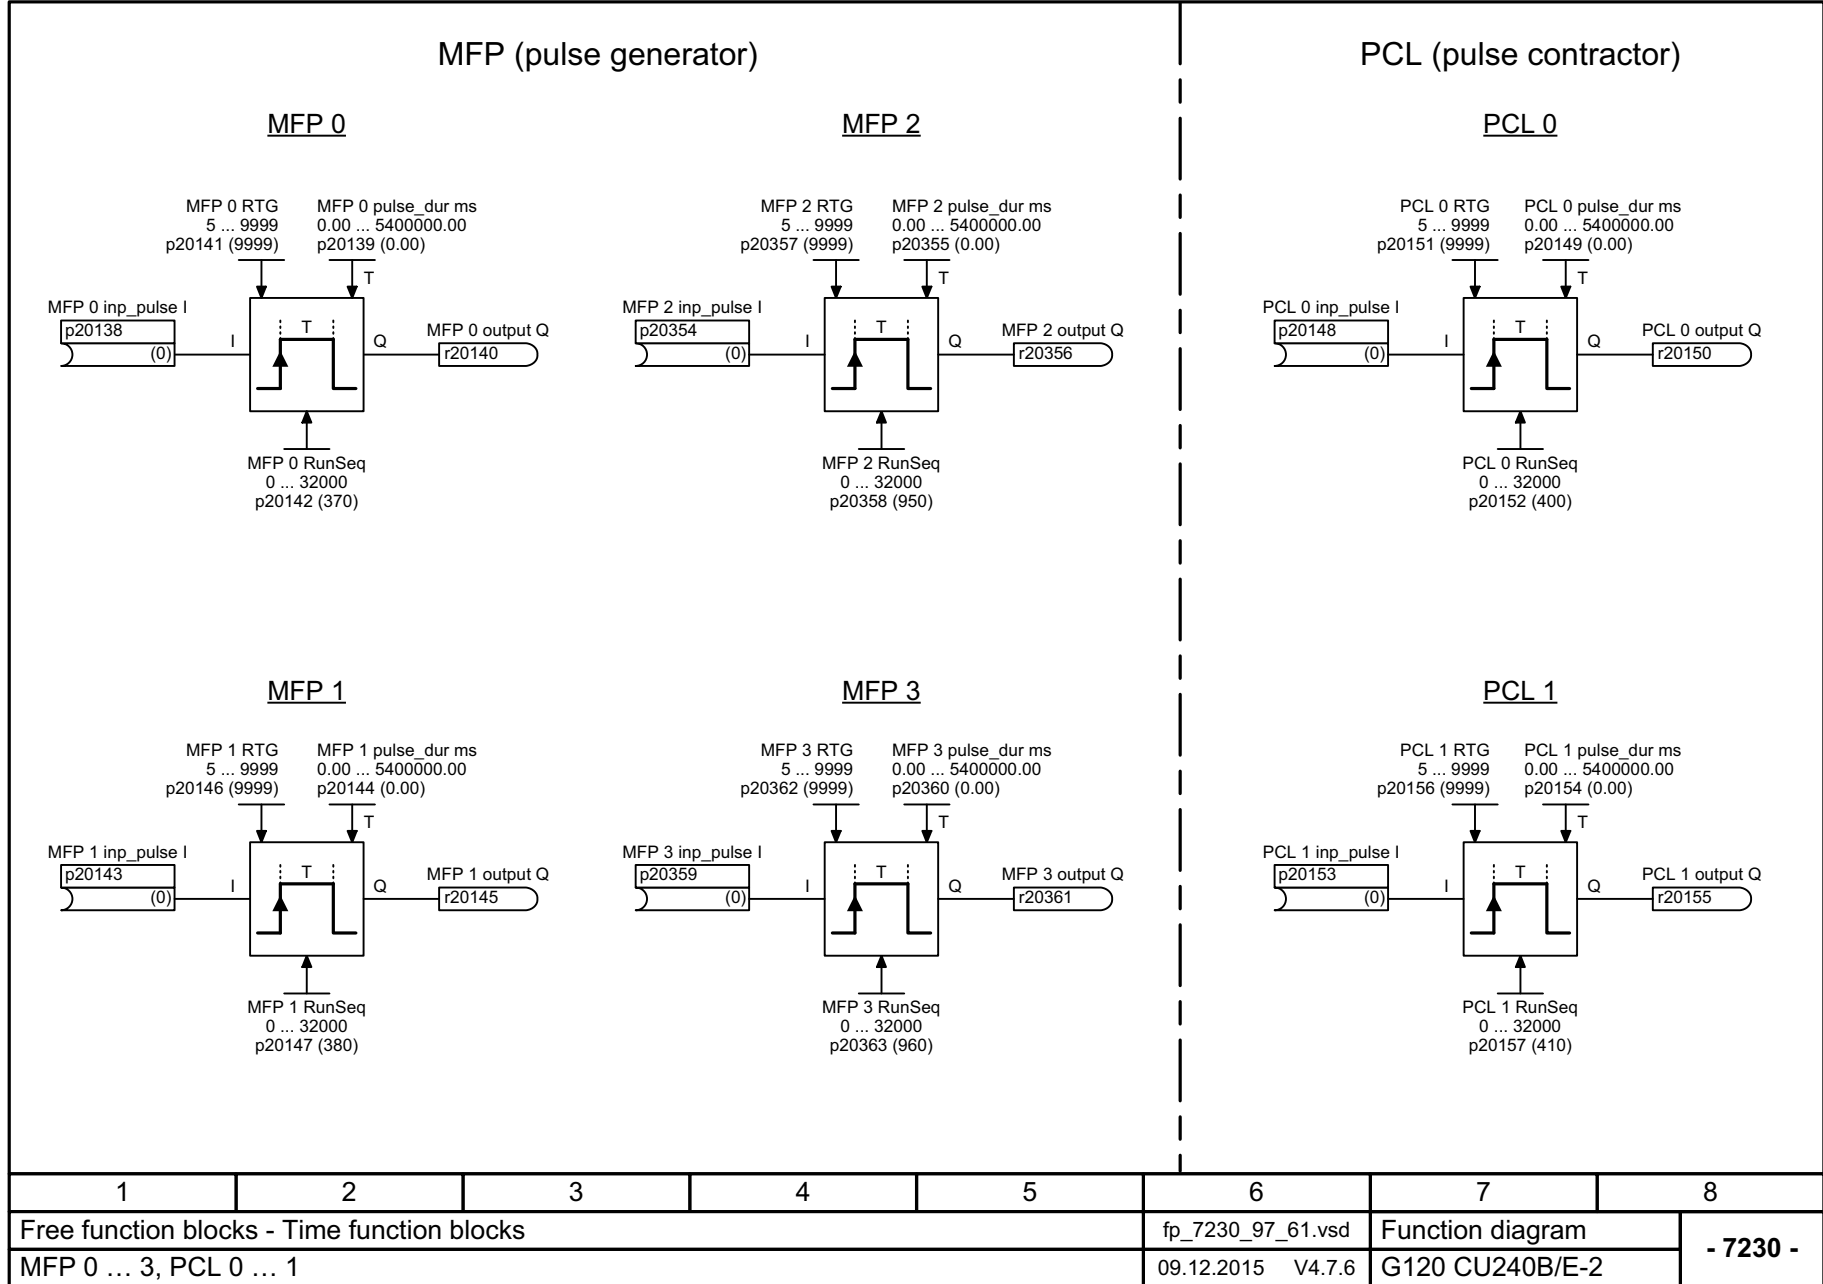 MFP (pulse generator)
PCL (pulse contractor)
MFP 0
MFP 0 RTG
5 ... 9999
p20141 (9999)
MFP 0 pulse_dur ms
0.00 ... 5400000.00
p20139 (0.00)
T
MFP 0 inp_pulse I
p20138
(0)
I
T
Q
MFP 0 output Q
r20140
MFP 0 RunSeq
0 ... 32000
p20142 (370)
MFP 2
MFP 2 RTG
5 ... 9999
p20357 (9999)
MFP 2 pulse_dur ms
0.00 ... 5400000.00
p20355 (0.00)
T
MFP 2 inp_pulse I
p20354
(0)
I
T
Q
MFP 2 output Q
r20356
MFP 2 RunSeq
0 ... 32000
p20358 (950)
PCL 0
PCL 0 RTG
5 ... 9999
p20151 (9999)
PCL 0 pulse_dur ms
0.00 ... 5400000.00
p20149 (0.00)
T
PCL 0 inp_pulse I
p20148
(0)
I
T
Q
PCL 0 output Q
r20150
PCL 0 RunSeq
0 ... 32000
p20152 (400)
MFP 1
MFP 1 RTG
5 ... 9999
p20146 (9999)
MFP 1 pulse_dur ms
0.00 ... 5400000.00
p20144 (0.00)
T
MFP 1 inp_pulse I
p20143
(0)
I
T
Q
MFP 1 output Q
r20145
MFP 1 RunSeq
0 ... 32000
p20147 (380)
MFP 3
MFP 3 RTG
5 ... 9999
p20362 (9999)
MFP 3 pulse_dur ms
0.00 ... 5400000.00
p20360 (0.00)
T
MFP 3 inp_pulse I
p20359
(0)
I
T
Q
MFP 3 output Q
r20361
MFP 3 RunSeq
0 ... 32000
p20363 (960)
PCL 1
PCL 1 RTG
5 ... 9999
p20156 (9999)
PCL 1 pulse_dur ms
0.00 ... 5400000.00
p20154 (0.00)
T
PCL 1 inp_pulse I
p20153
(0)
I
T
Q
PCL 1 output Q
r20155
PCL 1 RunSeq
0 ... 32000
p20157 (410)
1 2 3 4 5 6 7 8
Free function blocks - Time function blocks
fp_7230_97_61.vsd
Function diagram
- 7230 -
MFP 0 … 3, PCL 0 … 1
09.12.2015 V4.7.6
G120 CU240B/E-2